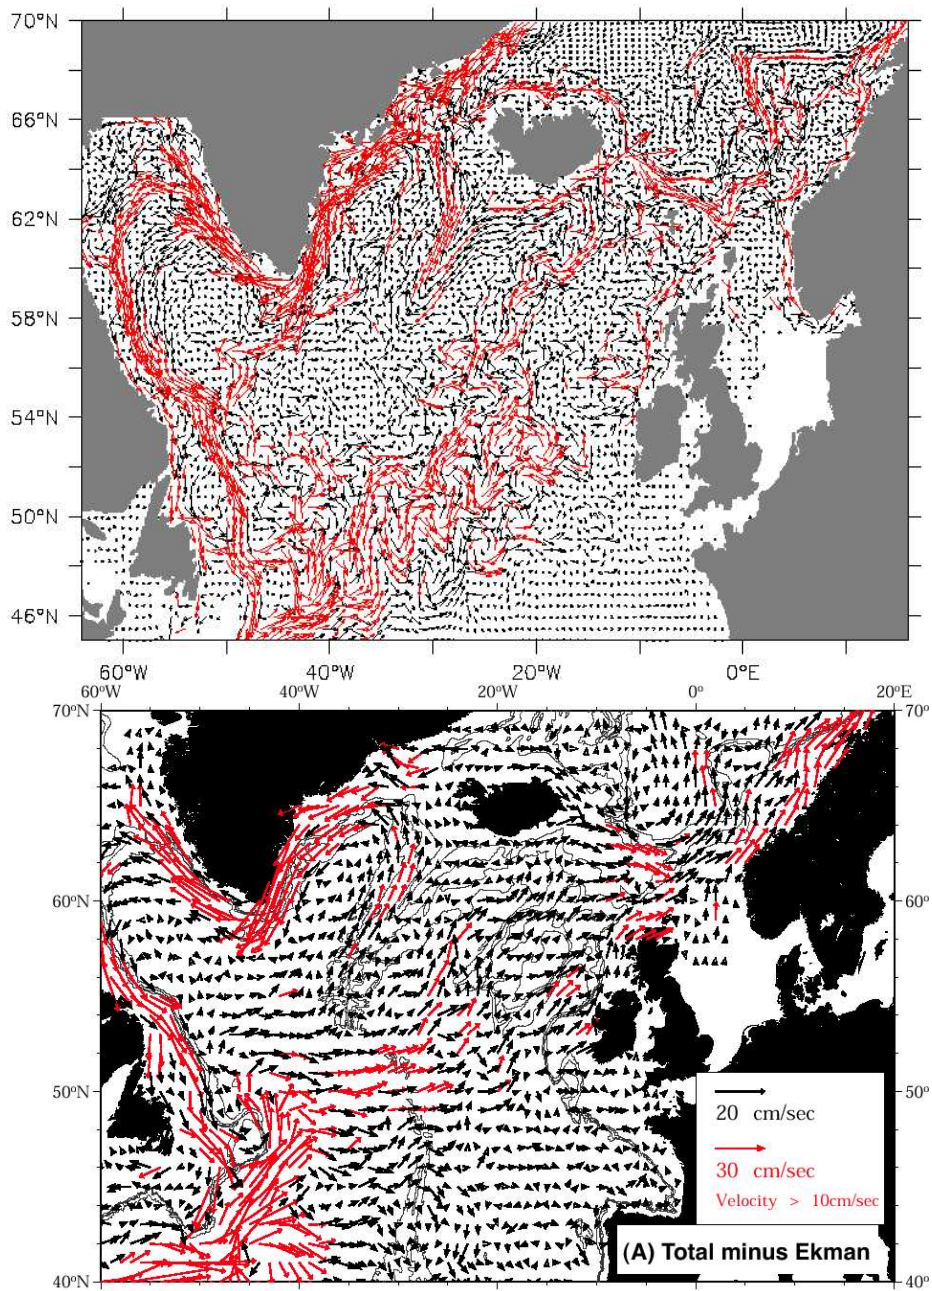 70°N
66°N
62°N
58°N
54°N
50°N
46°N
60°W 40°W 20°W 0°E
60°W 40°W 20°W 0° 20°E
70°N 70°
60°N 60°
50°N 50°
20 cm/sec
30 cm/sec
Velocity > 10cm/sec
(A) Total minus Ekman
40°N 40°